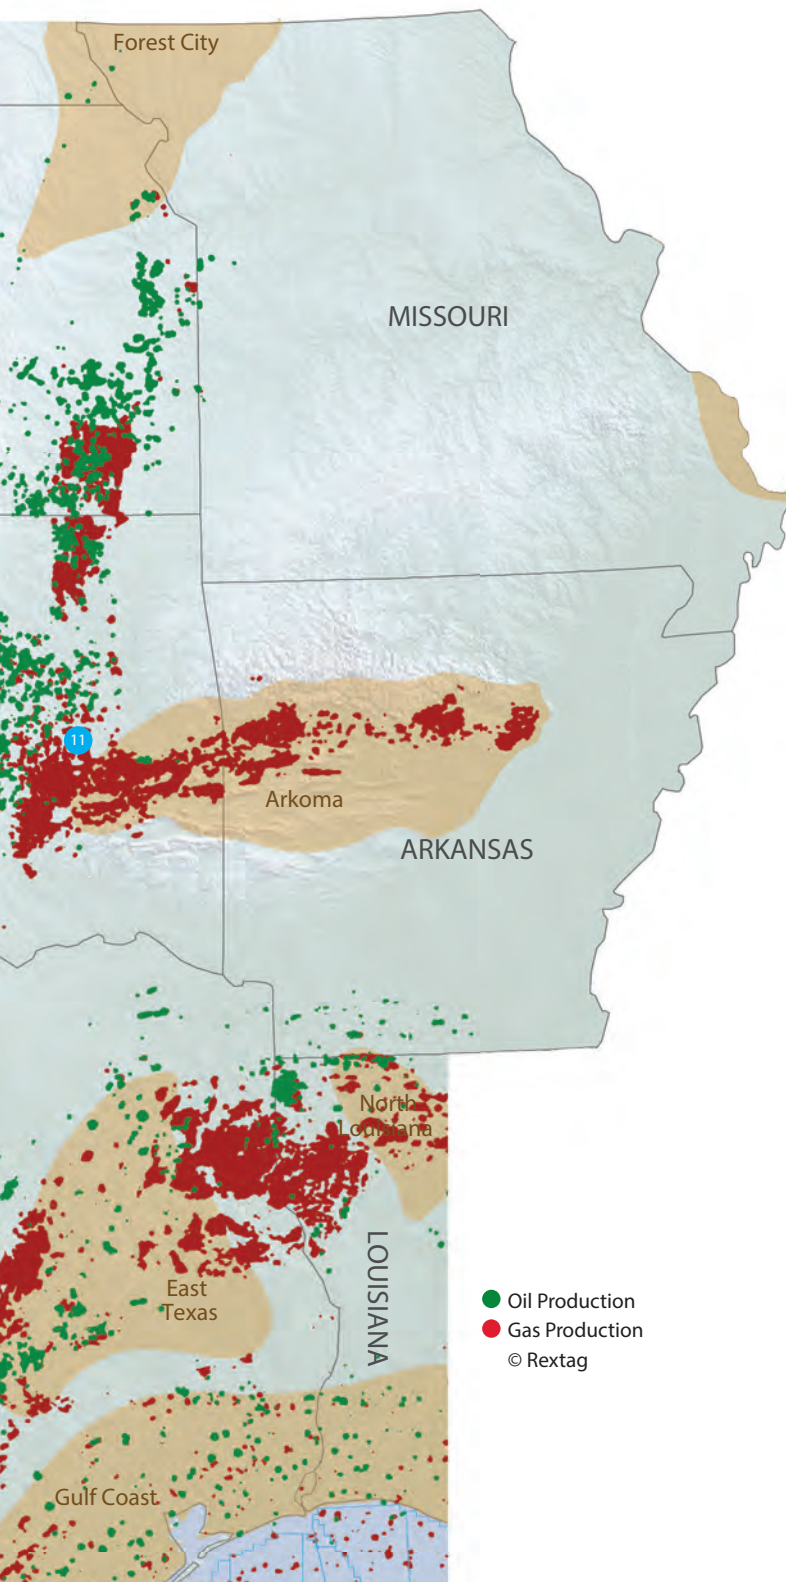 Forest City
MISSOURI
11
Arkoma
ARKANSAS
North
Louisiana
LOUISIANA
East
Texas
Oil Production
Gas Production
© Rextag
Gulf Coast